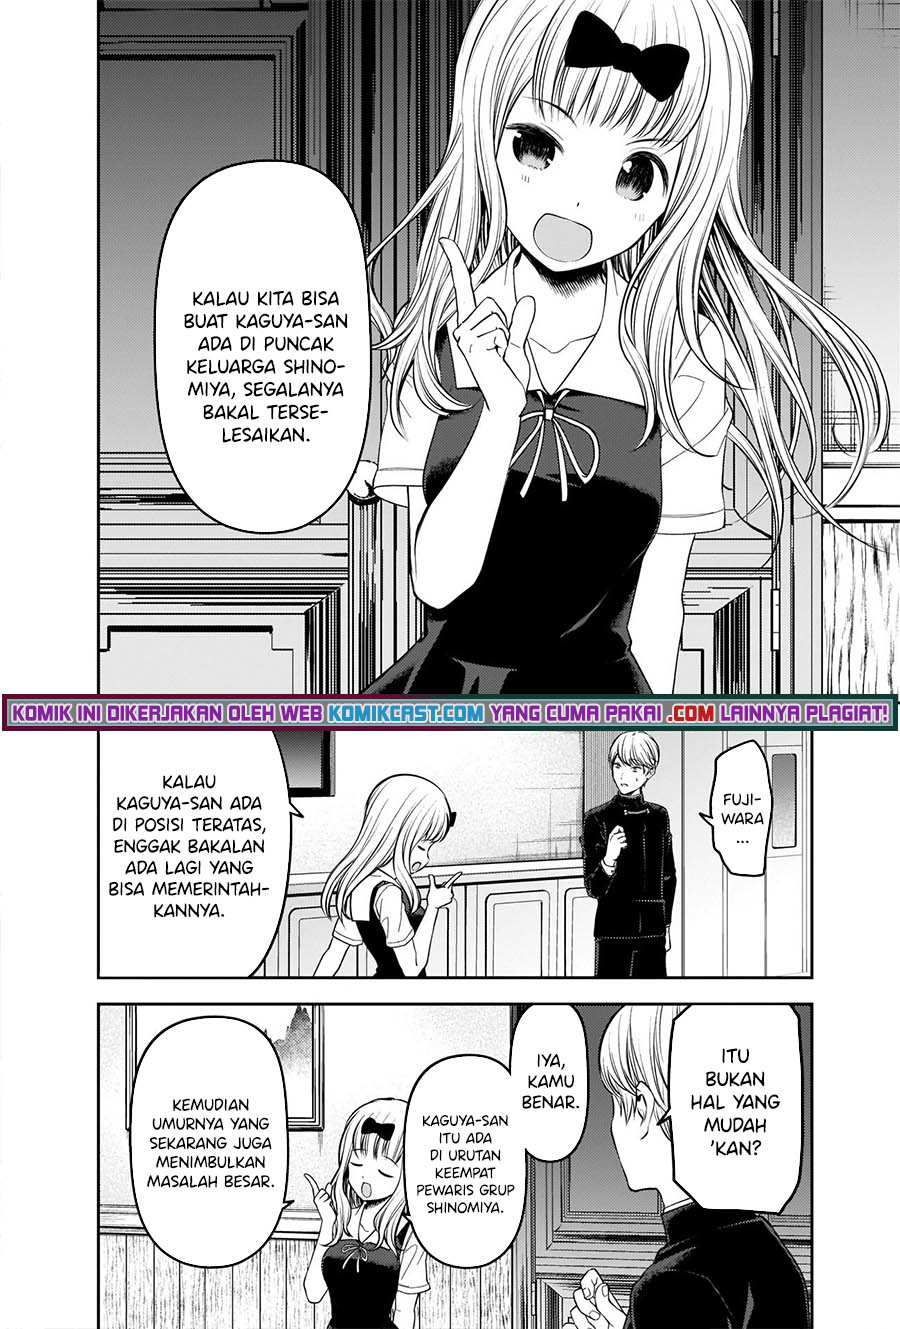 KALAU KITA BISA
BUAT KAGUYA-SAN
ADA DI PUNCAK
KELUARGA SHINO-
MIYA, SEGALANYA
BAKAL TERSE-
LESAIKAN.
KOMIK INI DIKERJAKAN OLEH WEB KOMIKCAST.COM YANG CUMA PAKAI .COM LAINNYA PLAGIAT!
FUJI-
WARA
...
KALAU
KAGUYA-SAN ADA
DI POSISI TERATAS,
ENGGAK BAKALAN
ADA LAGI YANG
BISA MEMERINTAH-
KANNYA.
ITU
BUKAN
HAL YANG
MUDAH
'KAN?
IYA,
KAMU
BENAR.
KAGUYA-SAN
ITU ADA
DI URUTAN
KEEMPAT
PEWARIS GRUP
SHINOMIYA.
KEMUDIAN
UMURNYA YANG
SEKARANG JUGA
MENIMBULKAN
MASALAH BESAR.